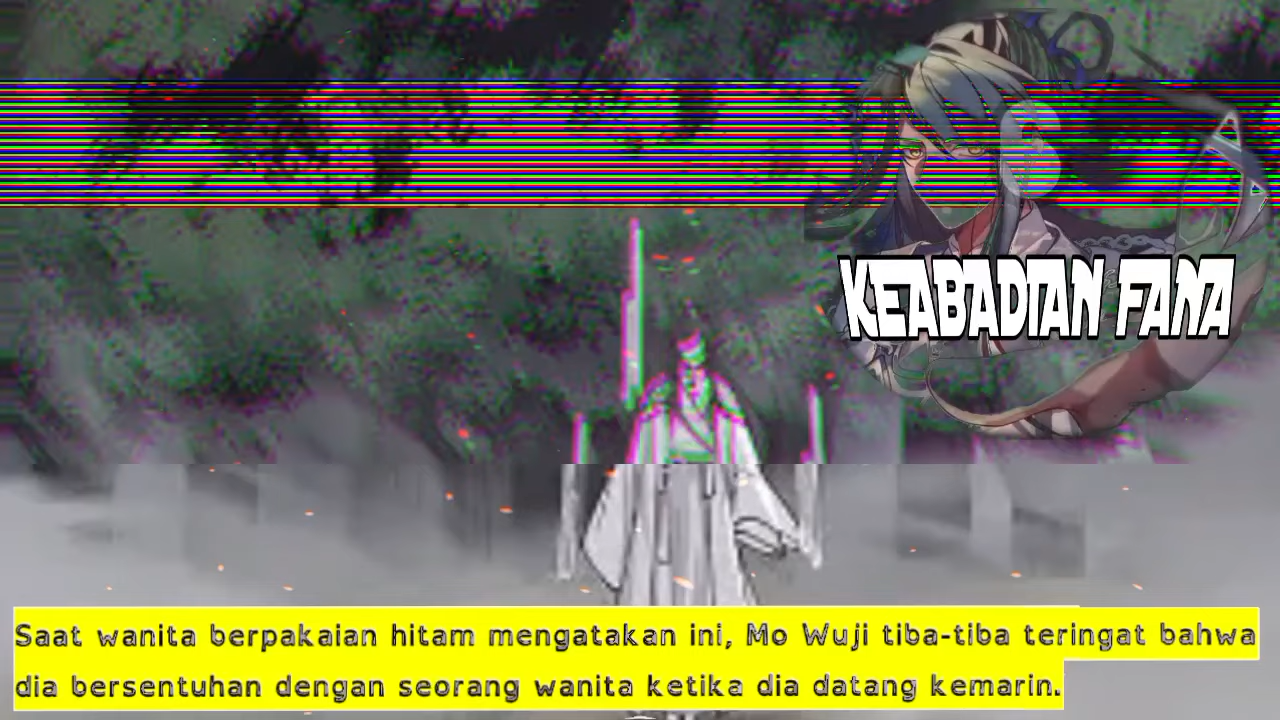 KEABADIAN FANA
Saat wanita berpakaian hitam mengatakan ini, Mo Wuji tiba-tiba teringat bahwa
dia bersentuhan dengan seorang wanita ketika dia datang kemarin.